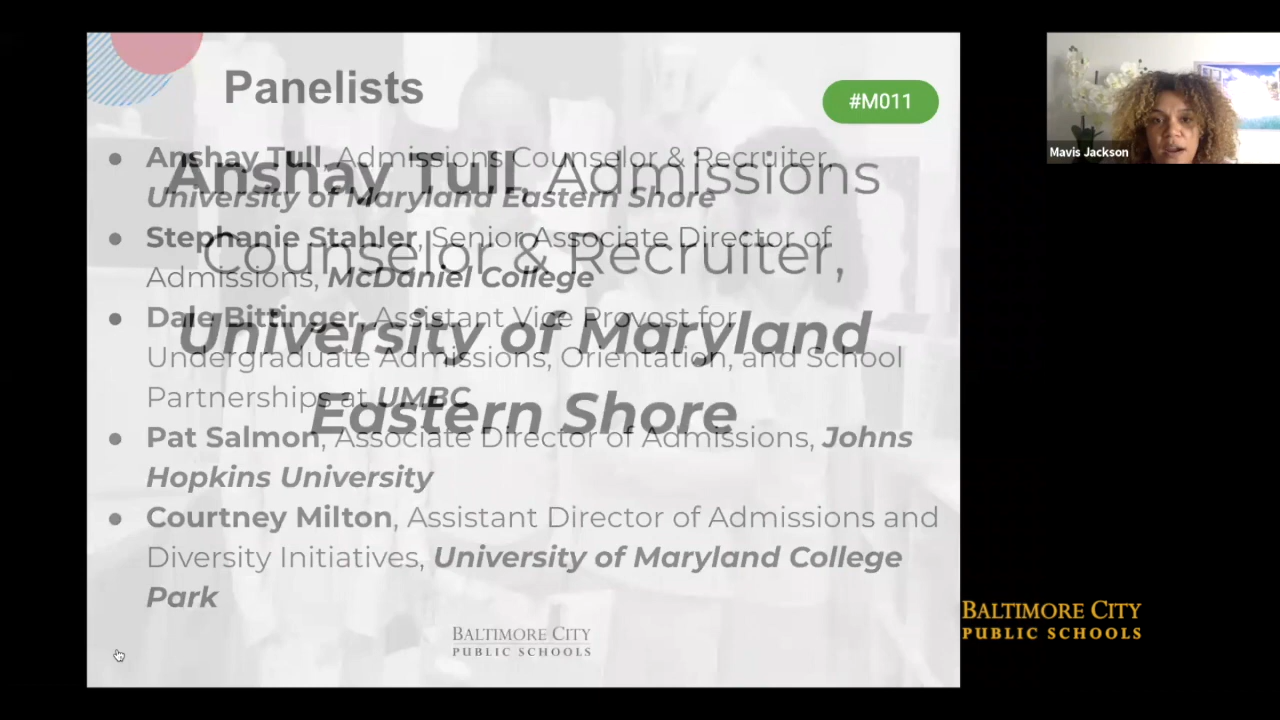 Panelists
#M011
Anshay Tull, Admissions Counselor & Recruiter,
University of Maryland Eastern Shore
Stephanie Stahler, Senior Associate Director of
Admissions, McDaniel College
Dale Bittinger, Assistant Vice Provost for
Undergraduate Admissions, Orientation, and School
Partnerships at UMBC
Pat Salmon, Associate Director of Admissions, Johns
Hopkins University
Courtney Milton, Assistant Director of Admissions and
Diversity Initiatives, University of Maryland College
Park
Anshay Tull, Admissions
Counselor & Recruiter,
University of Maryland
Eastern Shore
BALTIMORE CITY
PUBLIC SCHOOLS
Mavis Jackson
BALTIMORE CITY
PUBLIC SCHOOLS